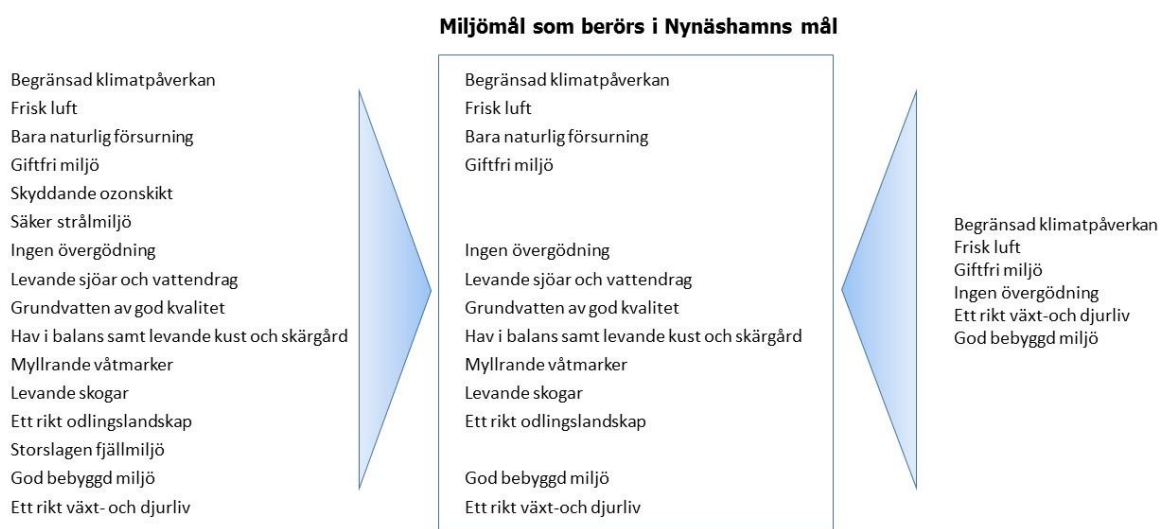 Miljömål som berörs i Nynäshamns mål
Begränsad klimatpåverkan
Frisk luft
Bara naturlig försurning
Giftfri miljö
Skyddande ozonskikt
Säker strålmiljö
Ingen övergödning
Levande sjöar och vattendrag
Grundvatten av god kvalitet
Hav i balans samt levande kust och skärgård
Myllrande våtmarker
Levande skogar
Ett rikt odlingslandskap
Storslagen fjällmiljö
God bebyggd miljö
Ett rikt växt- och djurliv
Begränsad klimatpåverkan
Frisk luft
Bara naturlig försurning
Giftfri miljö
Ingen övergödning
Levande sjöar och vattendrag
Grundvatten av god kvalitet
Hav i balans samt levande kust och skärgård
Myllrande våtmarker
Levande skogar
Ett rikt odlingslandskap
God bebyggd miljö
Ett rikt växt-och djurliv
Begränsad klimatpåverkan
Frisk luft
Giftfri miljö
Ingen övergödning
Ett rikt växt-och djurliv
God bebyggd miljö